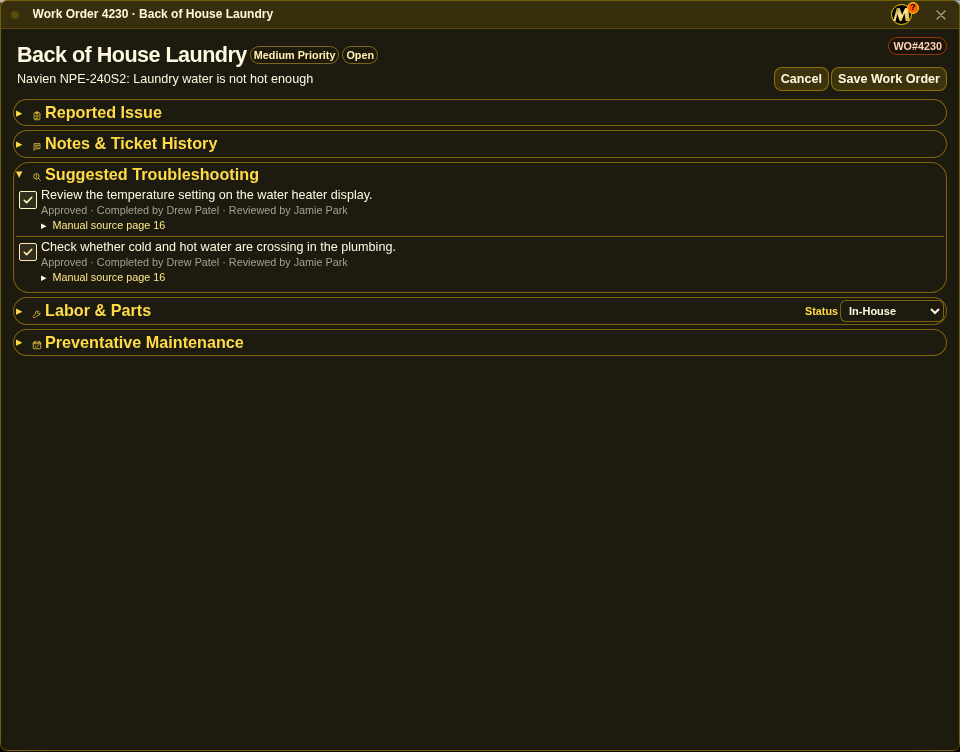 Work Order 4230 · Back of House Laundry
M?
WO#4230
Back of House Laundry Medium Priority Open
Navien NPE-240S2: Laundry water is not hot enough
Cancel Save Work Order
Reported Issue
Notes & Ticket History
Suggested Troubleshooting
Review the temperature setting on the water heater display.
Approved · Completed by Drew Patel · Reviewed by Jamie Park
Manual source page 16
Check whether cold and hot water are crossing in the plumbing.
Approved · Completed by Drew Patel · Reviewed by Jamie Park
Manual source page 16
Labor & Parts Status In-House
Preventative Maintenance